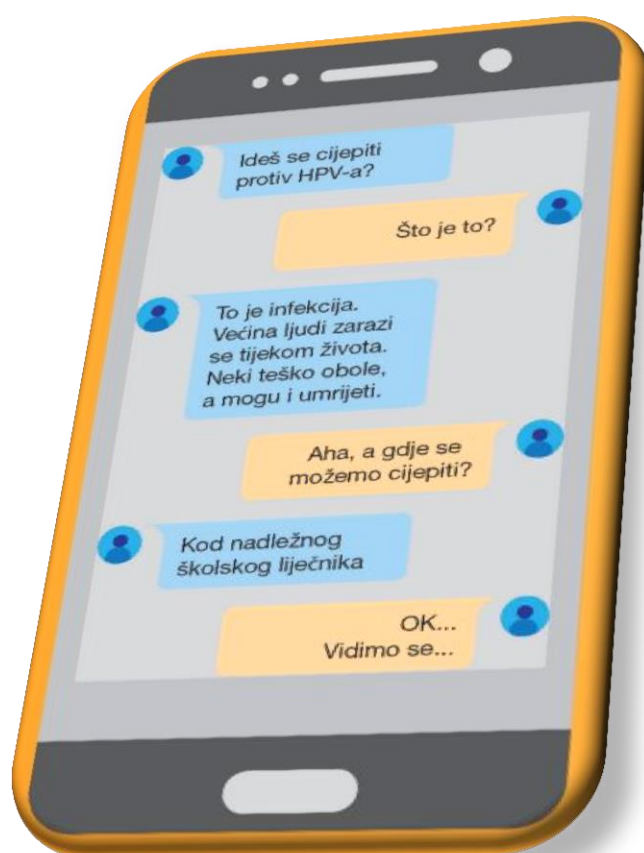 Ideš se cijepiti
protiv HPV-a?
Što je to?
To je infekcija.
Većina ljudi zarazi
se tijekom života.
Neki teško obole,
a mogu i umrijeti.
Aha, a gdje se
možemo cijepiti?
Kod nadležnog
školskog liječnika
OK...
Vidimo se...